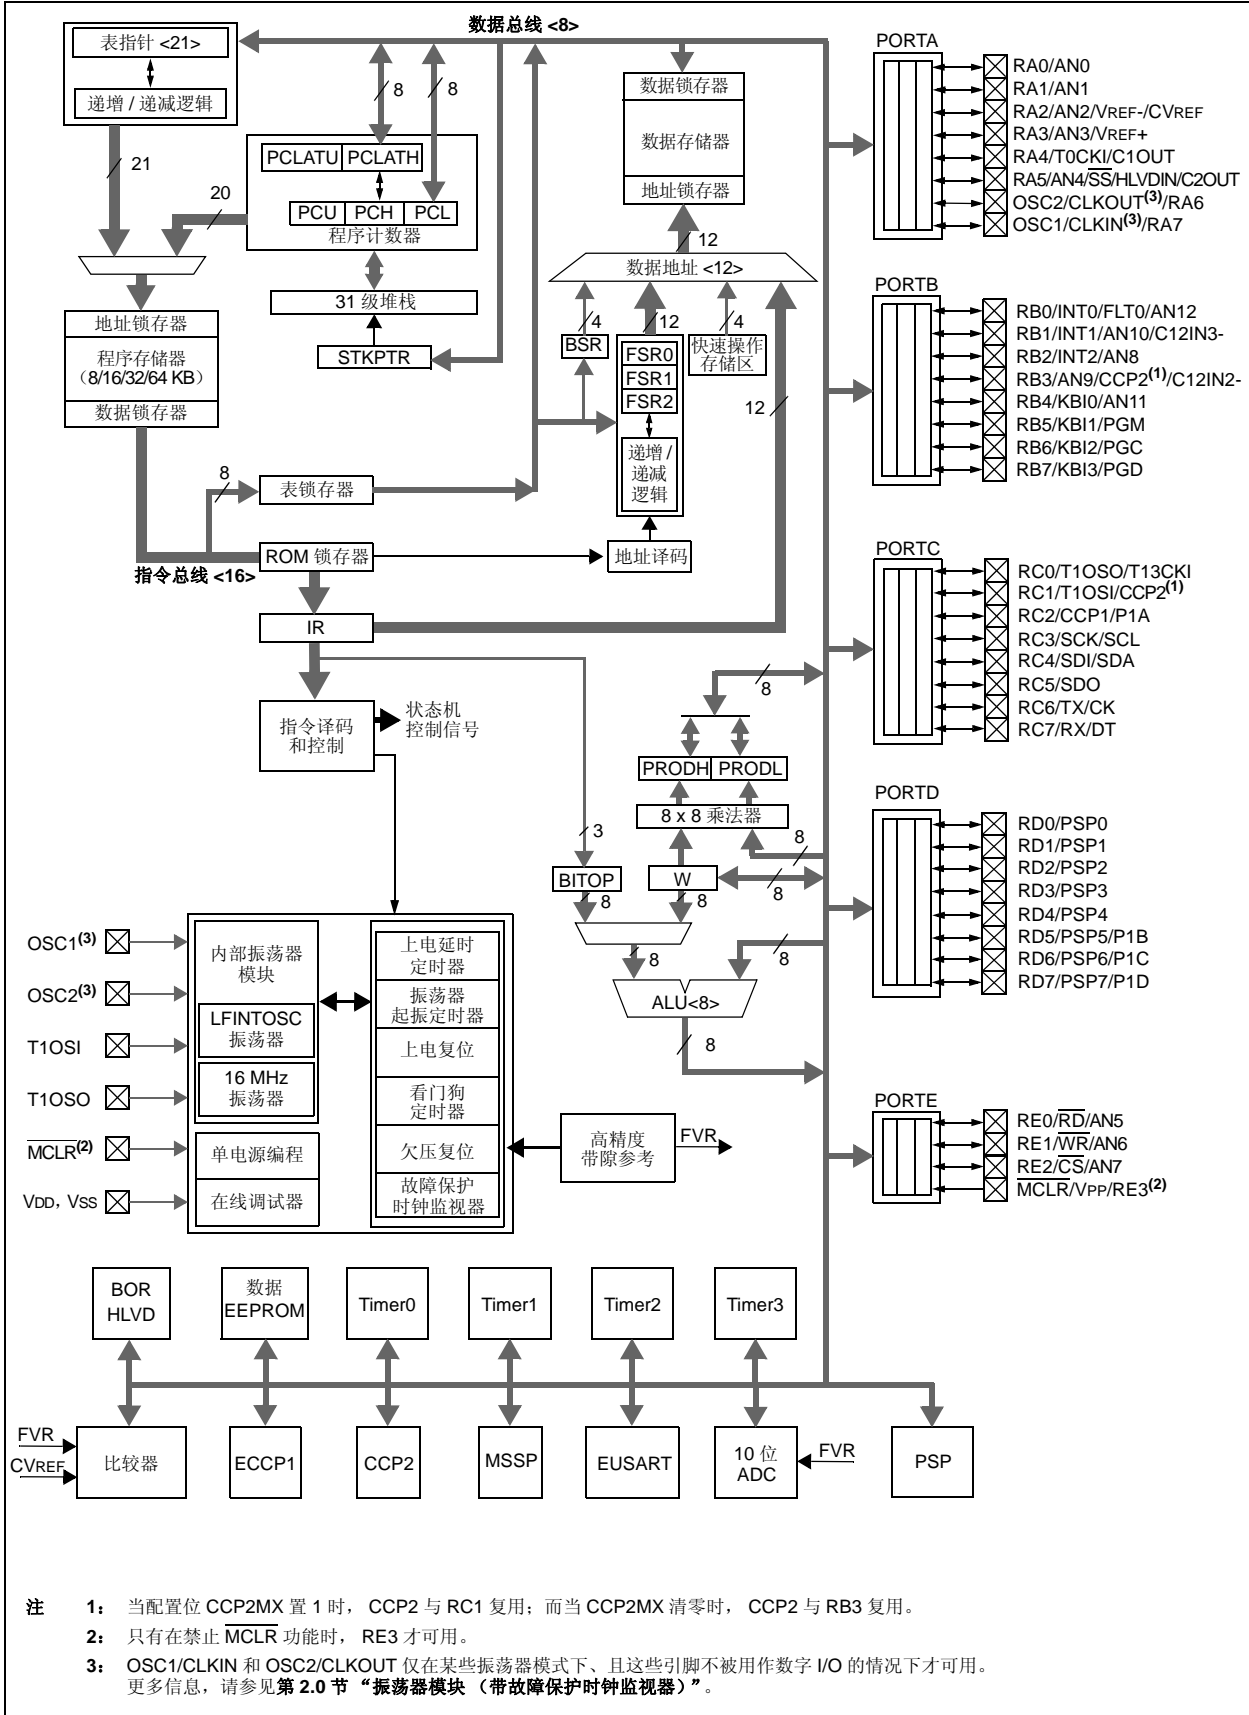 数据总线 <8>
表指针 <21>
递增 / 递减逻辑
21
20
8
8
PCLATU PCLATH
PCU PCH PCL
程序计数器
31 级堆栈
STKPTR
地址锁存器
程序存储器
（8/16/32/64 KB）
数据锁存器
8
表锁存器
ROM 锁存器
指令总线 <16>
IR
指令译码
和控制
状态机
控制信号
数据锁存器
数据存储器
地址锁存器
12
数据地址 <12>
4
12
4
BSR
FSR0
FSR1
FSR2
快速操作
存储区
12
递增 /
递减
逻辑
地址译码
8
PRODH PRODL
8 x 8 乘法器
3
8
BITOP
W
8
8
8
8
8
ALU<8>
8
PORTA
RA0/AN0
RA1/AN1
RA2/AN2/VREF-/CVREF
RA3/AN3/VREF+
RA4/T0CKI/C1OUT
RA5/AN4/SS/HLVDIN/C2OUT
OSC2/CLKOUT(3)/RA6
OSC1/CLKIN(3)/RA7
PORTB
RB0/INT0/FLT0/AN12
RB1/INT1/AN10/C12IN3-
RB2/INT2/AN8
RB3/AN9/CCP2(1)/C12IN2-
RB4/KBI0/AN11
RB5/KBI1/PGM
RB6/KBI2/PGC
RB7/KBI3/PGD
PORTC
RC0/T1OSO/T13CKI
RC1/T1OSI/CCP2(1)
RC2/CCP1/P1A
RC3/SCK/SCL
RC4/SDI/SDA
RC5/SDO
RC6/TX/CK
RC7/RX/DT
PORTD
RD0/PSP0
RD1/PSP1
RD2/PSP2
RD3/PSP3
RD4/PSP4
RD5/PSP5/P1B
RD6/PSP6/P1C
RD7/PSP7/P1D
PORTE
RE0/RD/AN5
RE1/WR/AN6
RE2/CS/AN7
MCLR/VPP/RE3(2)
OSC1(3)
OSC2(3)
T1OSI
T1OSO
MCLR(2)
VDD，VSS
内部振荡器
模块
LFINTOSC
振荡器
16 MHz
振荡器
单电源编程
在线调试器
上电延时
定时器
振荡器
起振定时器
上电复位
看门狗
定时器
欠压复位
故障保护
时钟监视器
高精度
带隙参考
FVR
BOR
HLVD
数据
EEPROM
Timer0
Timer1
Timer2
Timer3
FVR
CVREF
比较器
ECCP1
CCP2
MSSP
EUSART
10 位
ADC
FVR
PSP
注 1： 当配置位 CCP2MX 置 1 时， CCP2 与 RC1 复用；而当 CCP2MX 清零时， CCP2 与 RB3 复用。
2： 只有在禁止 MCLR 功能时， RE3 才可用。
3： OSC1/CLKIN 和 OSC2/CLKOUT 仅在某些振荡器模式下、且这些引脚不被用作数字 I/O 的情况下才可用。
更多信息，请参见第 2.0 节 “振荡器模块 （带故障保护时钟监视器）”。